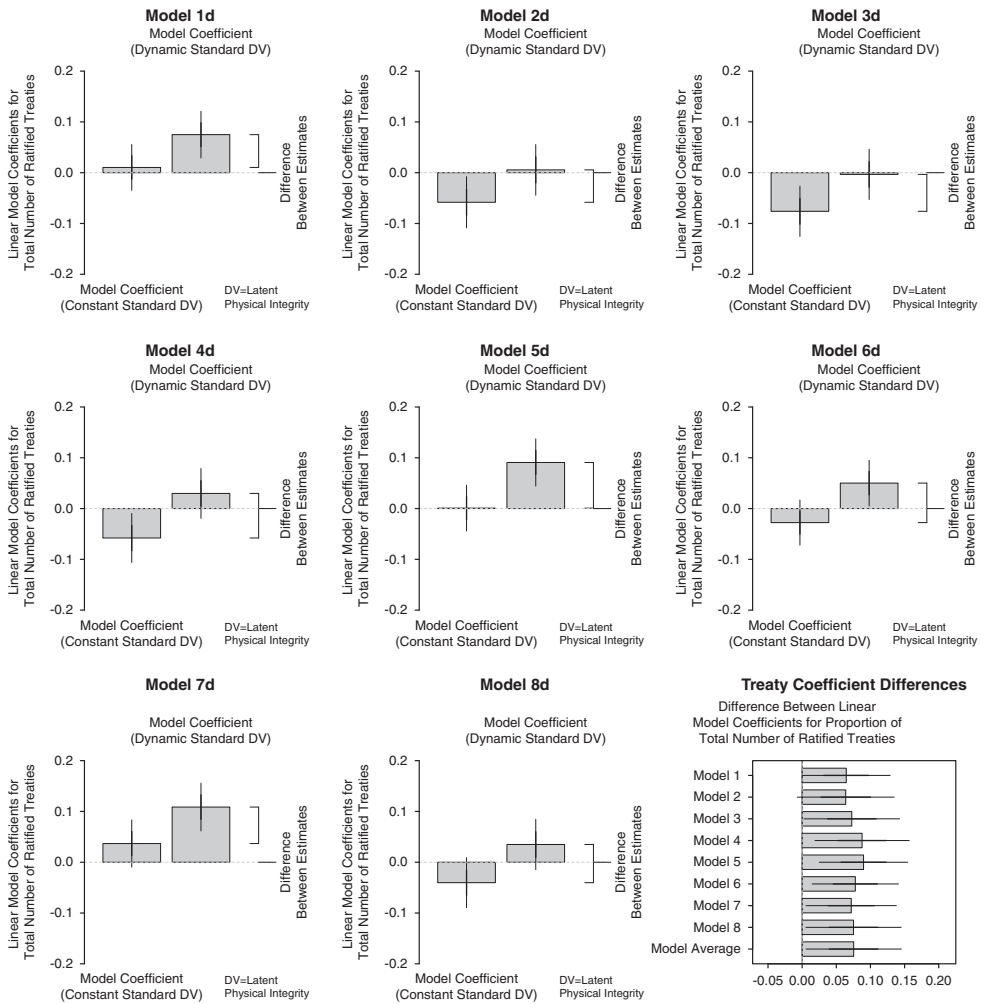 Model 1d
Model Coefficient
(Dynamic Standard DV)
Linear Model Coefficients for
Total Number of Ratified Treaties
0.2
0.1
0.0
-0.1
-0.2
Difference
Between Estimates
Model Coefficient
(Constant Standard DV)
DV=Latent
Physical Integrity
Model 2d
Model Coefficient
(Dynamic Standard DV)
Linear Model Coefficients for
Total Number of Ratified Treaties
0.2
0.1
0.0
-0.1
-0.2
Difference
Between Estimates
Model Coefficient
(Constant Standard DV)
DV=Latent
Physical Integrity
Model 3d
Model Coefficient
(Dynamic Standard DV)
Linear Model Coefficients for
Total Number of Ratified Treaties
0.2
0.1
0.0
-0.1
-0.2
Difference
Between Estimates
Model Coefficient
(Constant Standard DV)
DV=Latent
Physical Integrity
Model 4d
Model Coefficient
(Dynamic Standard DV)
Linear Model Coefficients for
Total Number of Ratified Treaties
0.2
0.1
0.0
-0.1
-0.2
Difference
Between Estimates
Model Coefficient
(Constant Standard DV)
DV=Latent
Physical Integrity
Model 5d
Model Coefficient
(Dynamic Standard DV)
Linear Model Coefficients for
Total Number of Ratified Treaties
0.2
0.1
0.0
-0.1
-0.2
Difference
Between Estimates
Model Coefficient
(Constant Standard DV)
DV=Latent
Physical Integrity
Model 6d
Model Coefficient
(Dynamic Standard DV)
Linear Model Coefficients for
Total Number of Ratified Treaties
0.2
0.1
0.0
-0.1
-0.2
Difference
Between Estimates
Model Coefficient
(Constant Standard DV)
DV=Latent
Physical Integrity
Model 7d
Model Coefficient
(Dynamic Standard DV)
Linear Model Coefficients for
Total Number of Ratified Treaties
0.2
0.1
0.0
-0.1
-0.2
Difference
Between Estimates
Model Coefficient
(Constant Standard DV)
DV=Latent
Physical Integrity
Model 8d
Model Coefficient
(Dynamic Standard DV)
Linear Model Coefficients for
Total Number of Ratified Treaties
0.2
0.1
0.0
-0.1
-0.2
Difference
Between Estimates
Model Coefficient
(Constant Standard DV)
DV=Latent
Physical Integrity
Treaty Coefficient Differences
Difference Between Linear
Model Coefficients for Proportion of
Total Number of Ratified Treaties
Model 1
Model 2
Model 3
Model 4
Model 5
Model 6
Model 7
Model 8
Model Average
-0.05 0.00 0.05 0.10 0.15 0.20